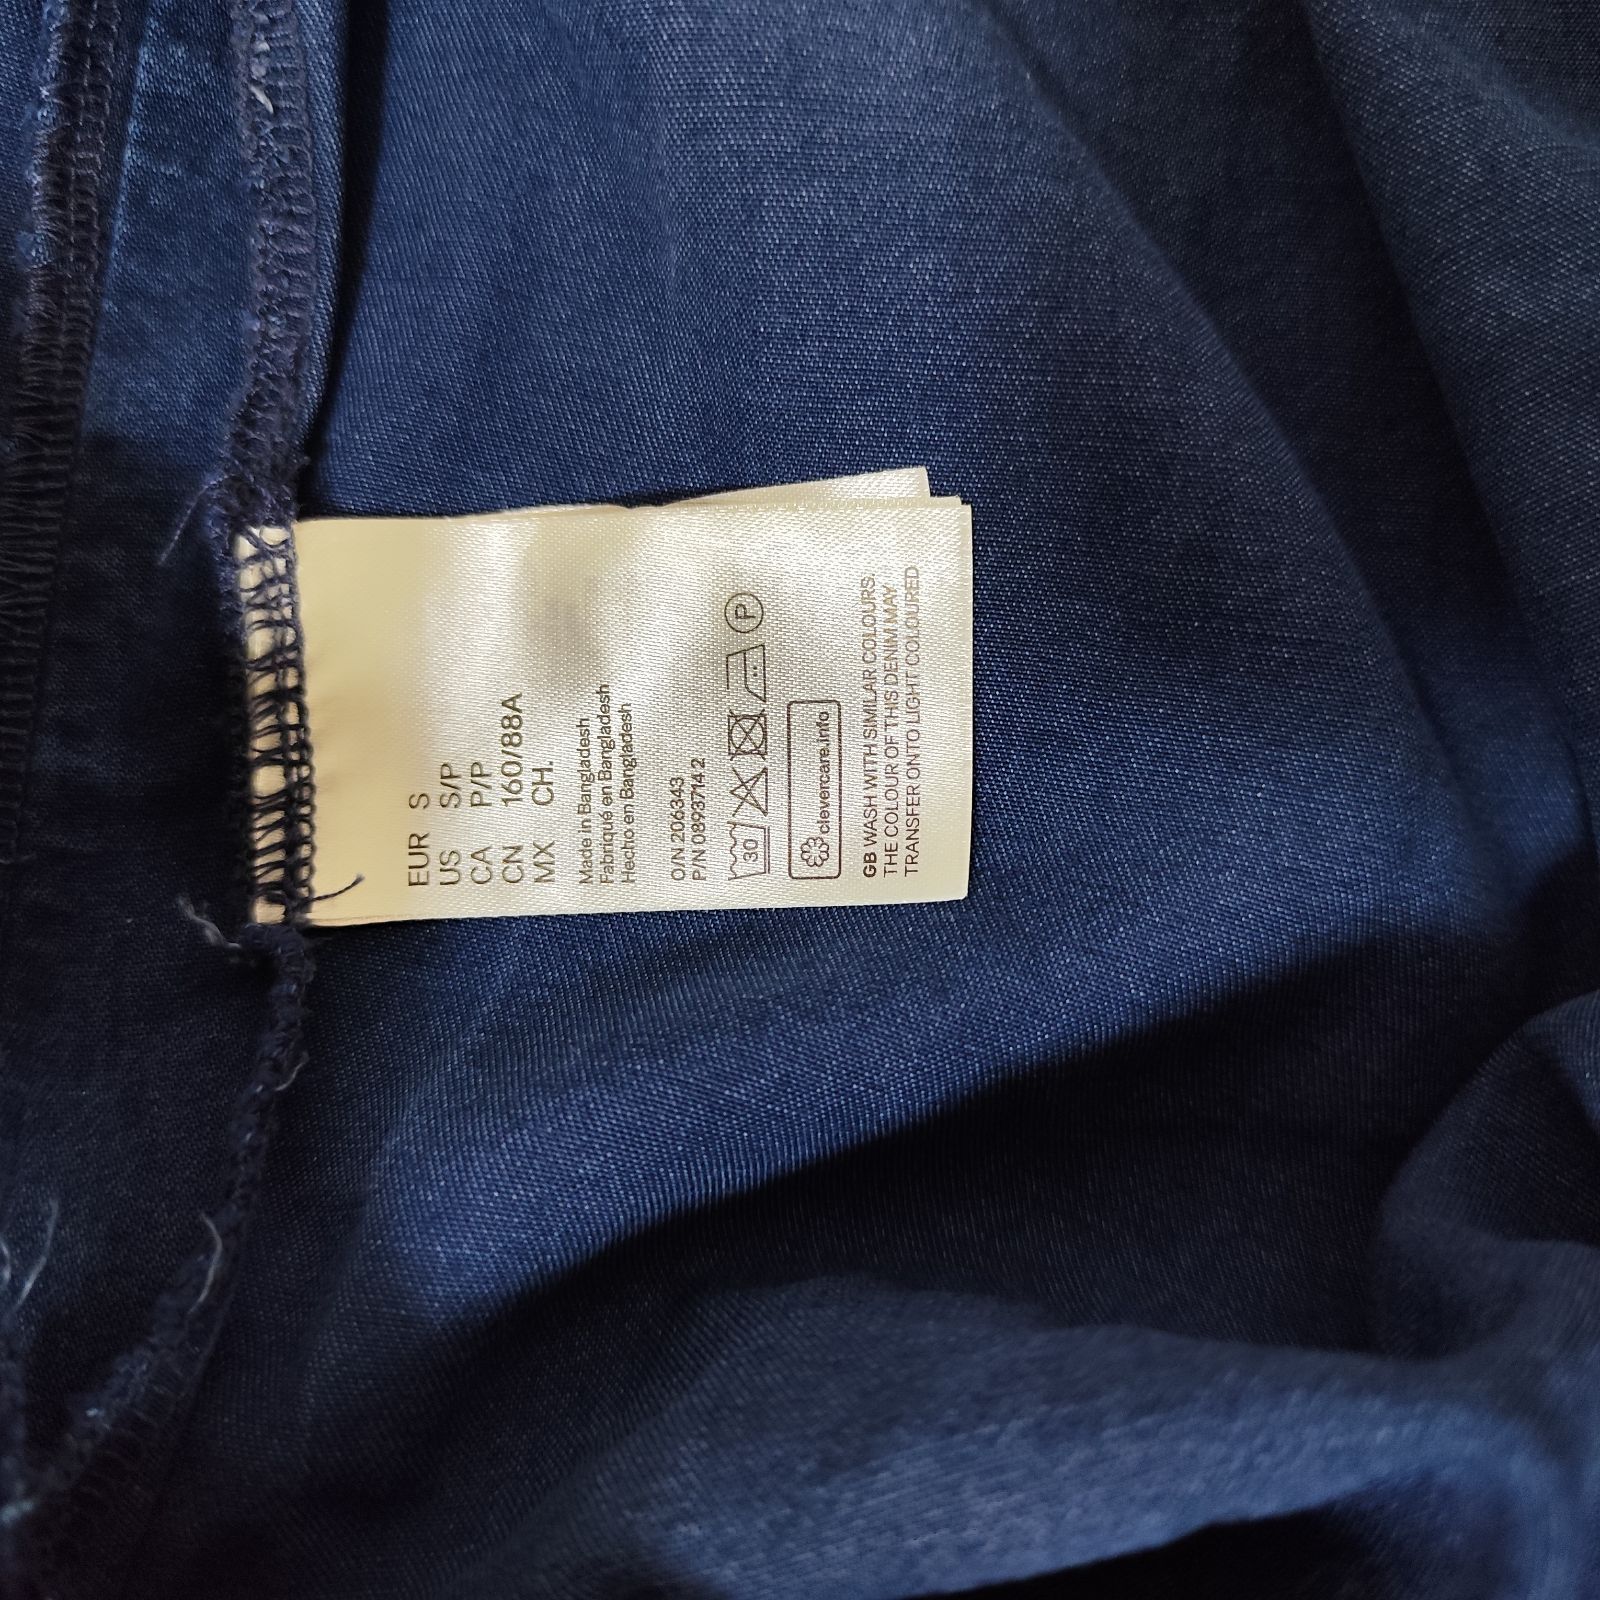 EUR S
US S/P
CA P/P
CN 160/88A
MX CH.
Made in Bangladesh
Fabriqué en Bangladesh
Hecho en Bangladesh
O/N 206343
P/N 0893714 2
30 P
clevercare.info
GB WASH WITH SIMILAR COLOURS.
THE COLOUR OF THIS DENIM MAY
TRANSFER ONTO LIGHT COLOURED